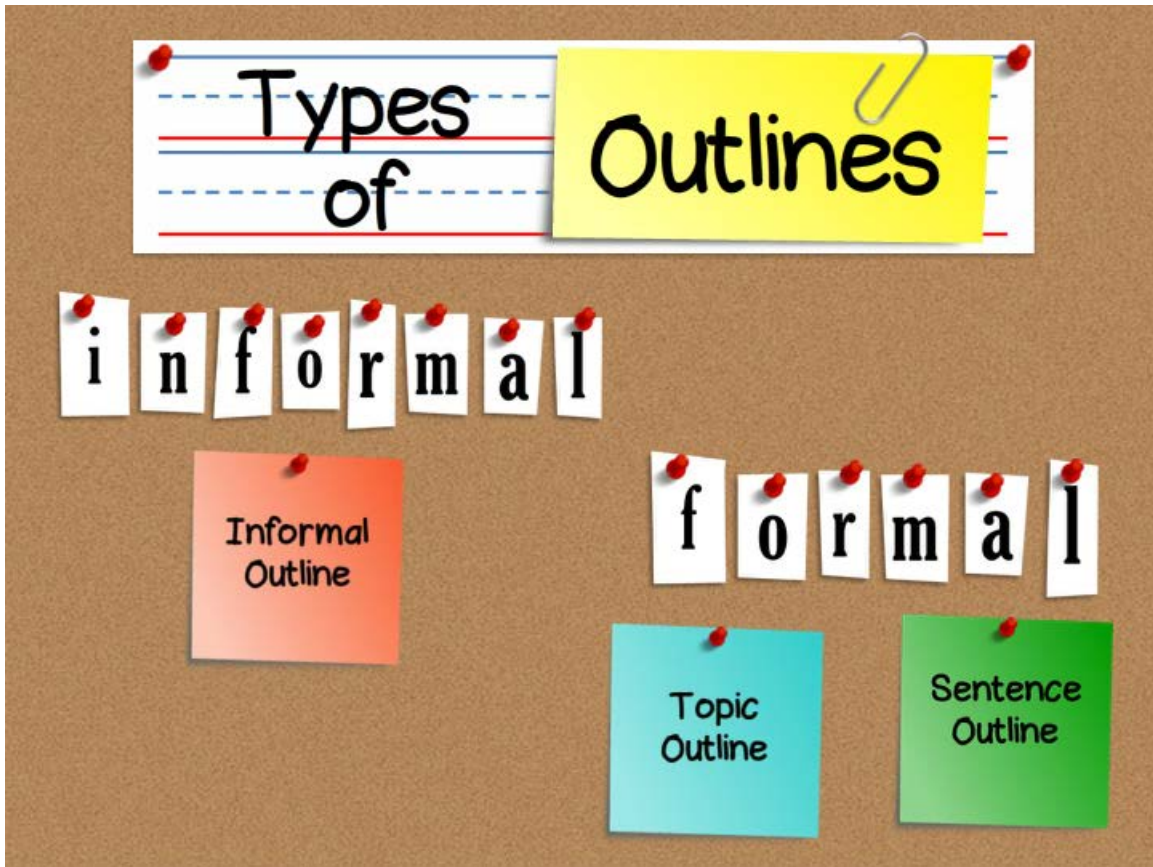 Types
of
Outlines
informal
Informal
Outline
formal
Topic
Outline
Sentence
Outline